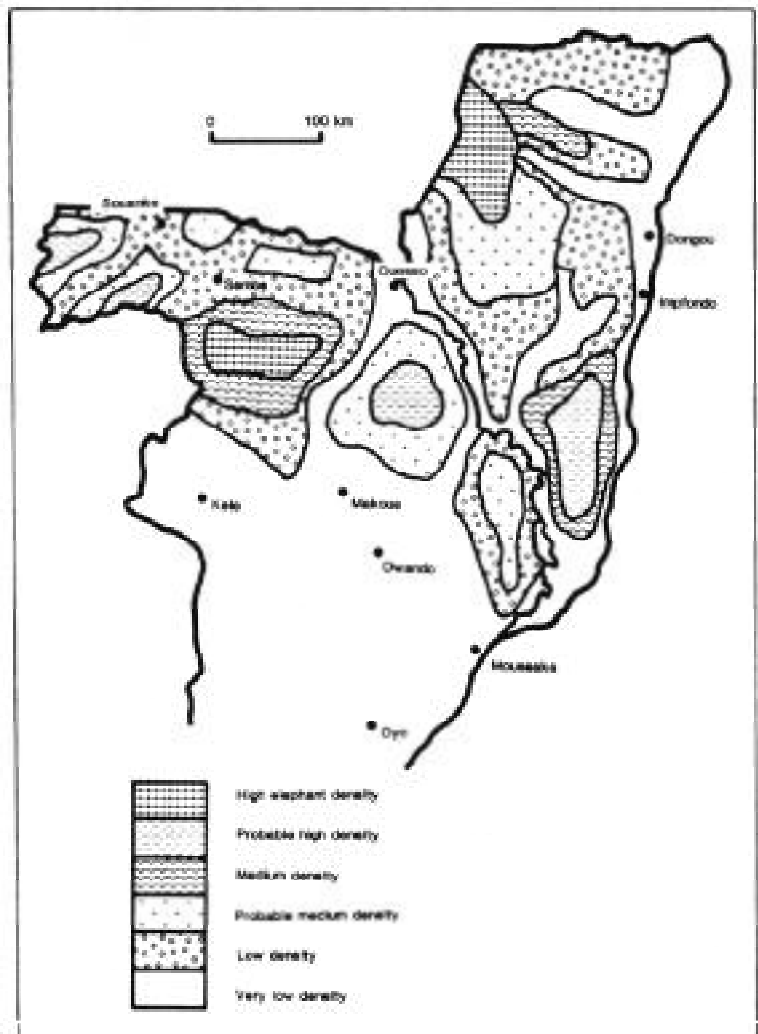 0 100 km
Souanke
Dongou
Ouesso
Sembe
Impfondo
Kelle
Makoua
Owando
Mossaka
Oyo
High elephant density
Probable high density
Medium density
Probable medium density
Low density
Very low density